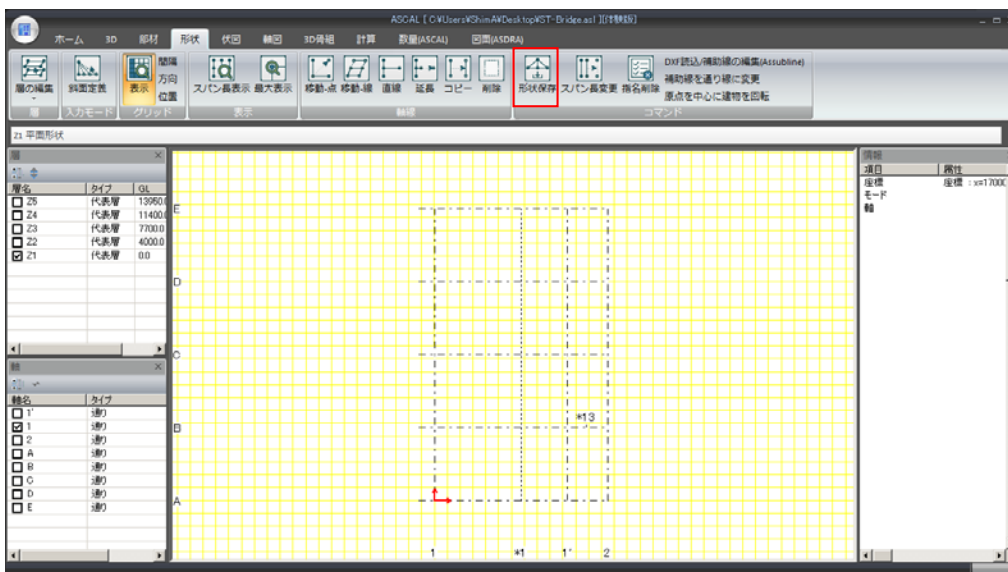 ASCAL [ C:¥Users¥ShimA¥Desktop¥ST-Bridge.asl ][体験版]
ホーム 3D 部材 形状 伏図 軸図 3D骨組 計算 数量(ASCAL) 図面(ASDRA)
層の編集 斜面定義 表示 間隔 方向 位置 スパン長表示 最大表示 移動-点 移動-線 直線 延長 コピー 削除 形状保存 スパン長変更 指名削除 DXF読込/補助線の編集(Assubline)
補助線を通り線に変更
原点を中心に建物を回転
層 入力モード グリッド 表示 軸線 コマンド
Z1 平面形状
層
層名 タイプ GL
Z5 代表層 13950.
Z4 代表層 11400.
Z3 代表層 7700.0
Z2 代表層 4000.0
Z1 代表層 0.0
軸
軸名 タイプ
1' 通り
1 通り
2 通り
A 通り
B 通り
C 通り
D 通り
E 通り
E
D
C
B
A
*13
1 *1 1' 2
情報
項目 属性
座標 座標 : x=17000
モード
軸